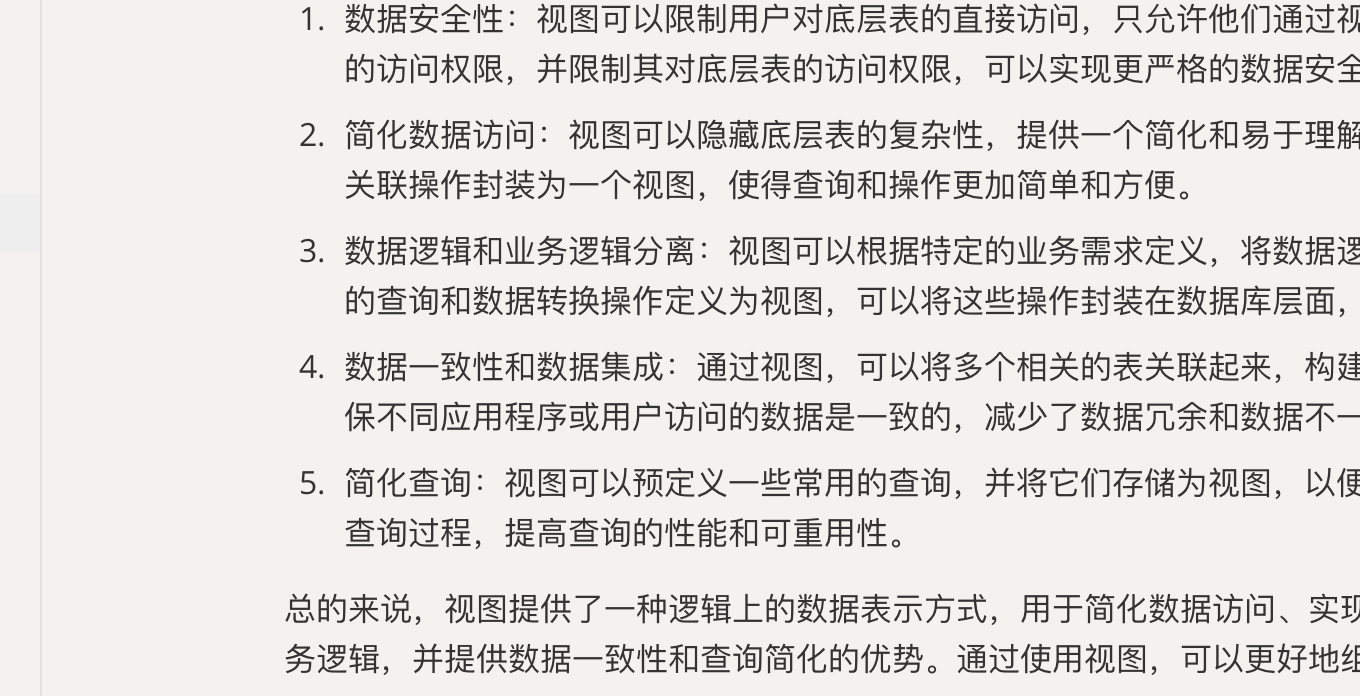 1. 数据安全性：视图可以限制用户对底层表的直接访问，只允许他们通过视
的访问权限，并限制其对底层表的访问权限，可以实现更严格的数据安全
2. 简化数据访问：视图可以隐藏底层表的复杂性，提供一个简化和易于理解
关联操作封装为一个视图，使得查询和操作更加简单和方便。
3. 数据逻辑和业务逻辑分离：视图可以根据特定的业务需求定义，将数据逻
的查询和数据转换操作定义为视图，可以将这些操作封装在数据库层面，
4. 数据一致性和数据集成：通过视图，可以将多个相关的表关联起来，构建
保不同应用程序或用户访问的数据是一致的，减少了数据冗余和数据不一
5. 简化查询：视图可以预定义一些常用的查询，并将它们存储为视图，以便
查询过程，提高查询的性能和可重用性。
总的来说，视图提供了一种逻辑上的数据表示方式，用于简化数据访问、实现
务逻辑，并提供数据一致性和查询简化的优势。通过使用视图，可以更好地组